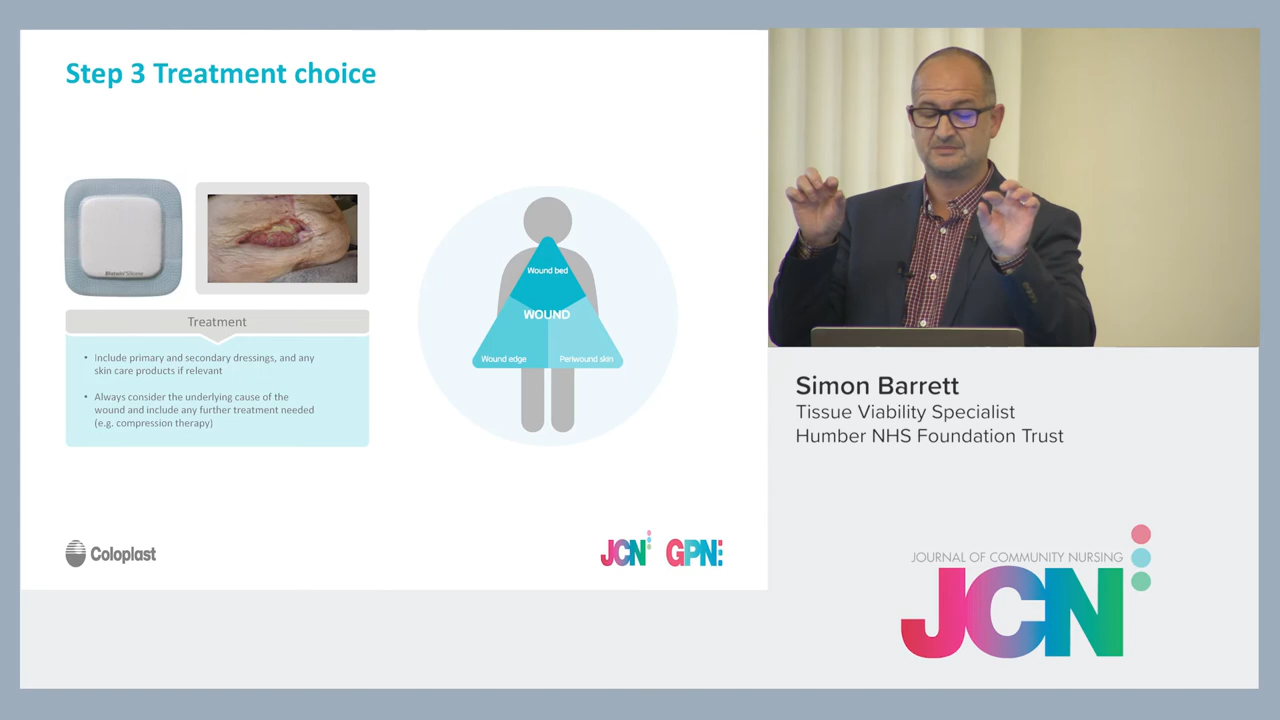 Step 3 Treatment choice
Biatain® Silicone
Treatment
• Include primary and secondary dressings, and any
skin care products if relevant
• Always consider the underlying cause of the
wound and include any further treatment needed
(e.g. compression therapy)
Wound bed
WOUND
Wound edge
Periwound skin
Coloplast
JCN
GPN
Simon Barrett
Tissue Viability Specialist
Humber NHS Foundation Trust
JOURNAL OF COMMUNITY NURSING
JCN